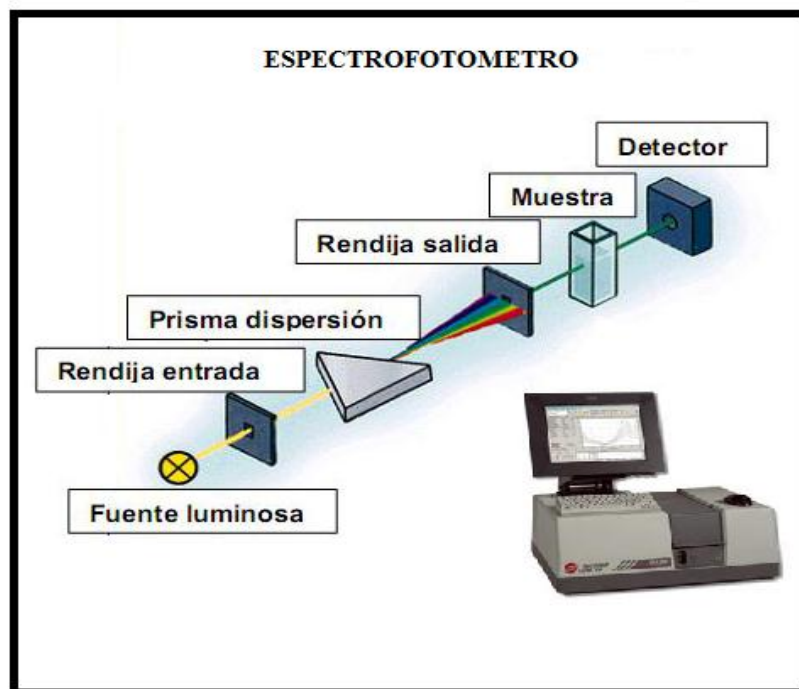 ESPECTROFOTOMETRO
Detector
Muestra
Rendija salida
Prisma dispersión
Rendija entrada
Fuente luminosa